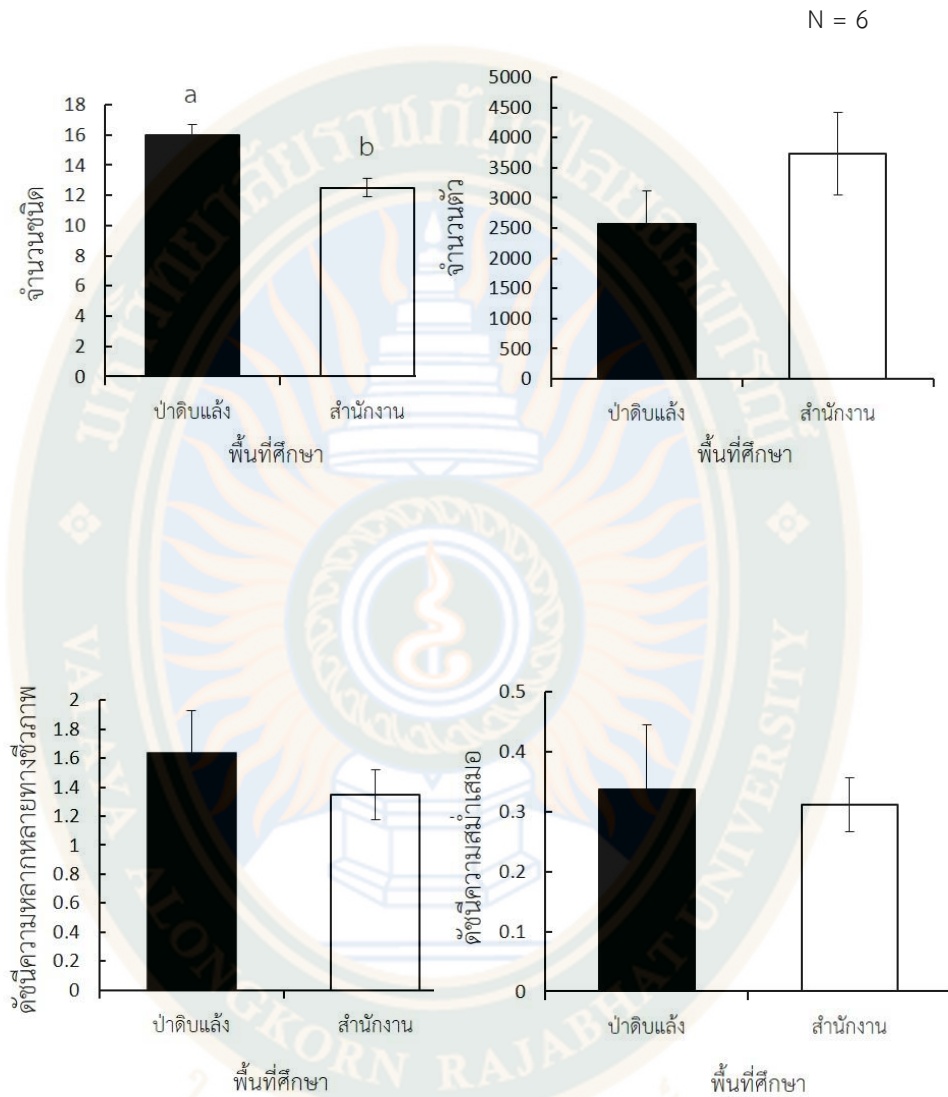 N = 6
a
b
จำนวนชนิด
18
16
14
12
10
8
6
4
2
0
ป่าดิบแล้ง สำนักงาน
พื้นที่ศึกษา
จำนวนตัว
5000
4500
4000
3500
3000
2500
2000
1500
1000
500
0
ป่าดิบแล้ง สำนักงาน
พื้นที่ศึกษา
ดัชนีความหลากหลายทางชีวภาพ
2
1.8
1.6
1.4
1.2
1
0.8
0.6
0.4
0.2
0
ป่าดิบแล้ง สำนักงาน
พื้นที่ศึกษา
ดัชนีความสม่ำเสมอ
0.5
0.4
0.3
0.2
0.1
0
ป่าดิบแล้ง สำนักงาน
พื้นที่ศึกษา
VALAYA ALONGKORN RAJABHAT UNIVERSITY